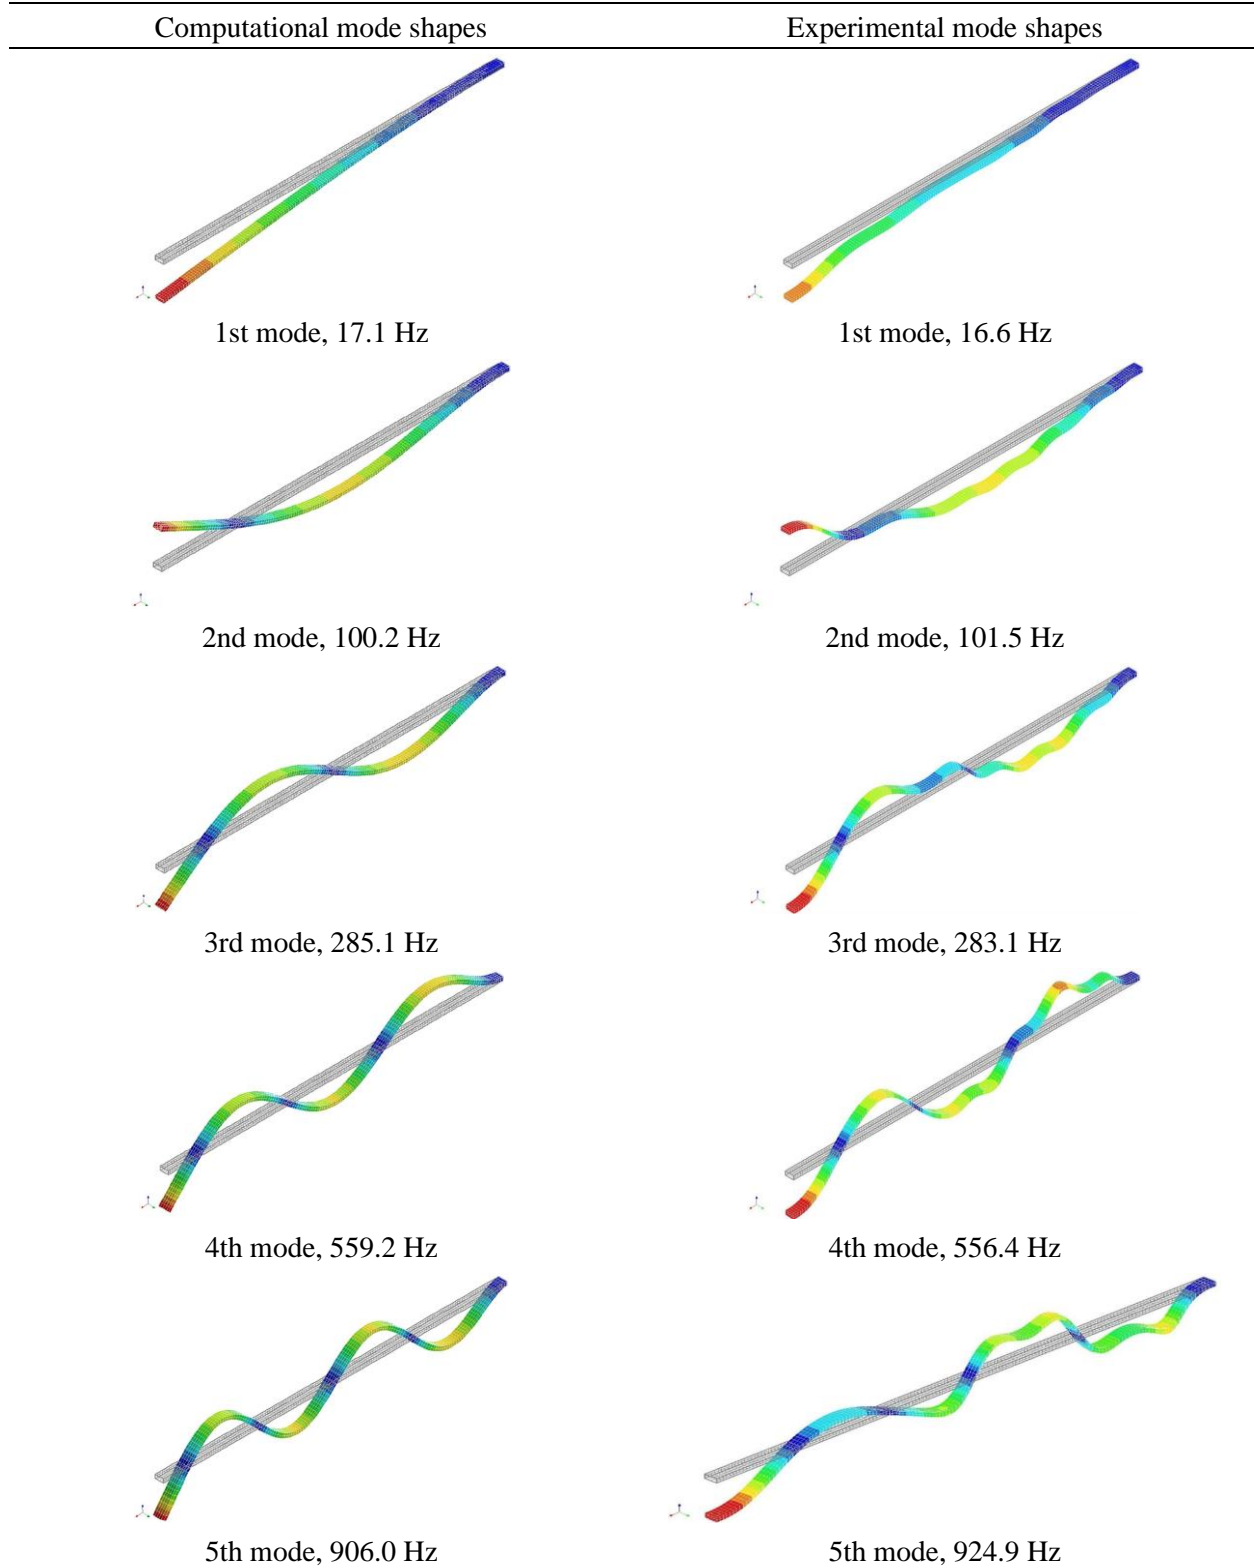 Computational mode shapes Experimental mode shapes
1st mode, 17.1 Hz 1st mode, 16.6 Hz
2nd mode, 100.2 Hz 2nd mode, 101.5 Hz
3rd mode, 285.1 Hz 3rd mode, 283.1 Hz
4th mode, 559.2 Hz 4th mode, 556.4 Hz
5th mode, 906.0 Hz 5th mode, 924.9 Hz